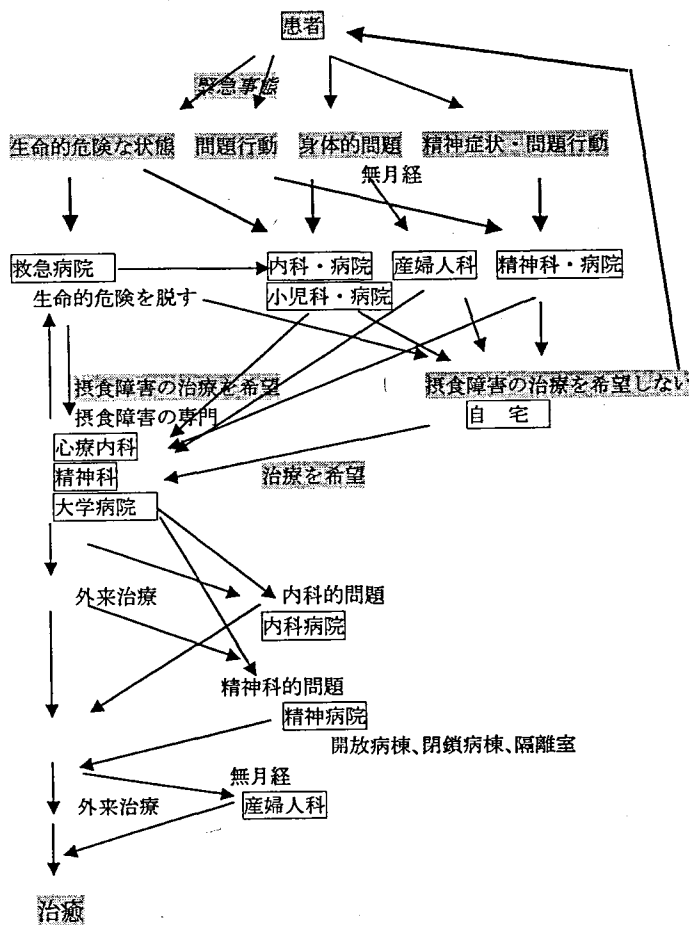 患者
緊急事態
生命的危険な状態 問題行動 身体的問題 精神症状・問題行動
無月経
救急病院 内科・病院 産婦人科 精神科・病院
小児科・病院
生命的危険を脱す
摂食障害の治療を希望 摂食障害の治療を希望しない
摂食障害の専門 自 宅
心療内科
精神科 治療を希望
大学病院
外来治療 内科的問題
内科病院
精神科的問題
精神病院
開放病棟、閉鎖病棟、隔離室
無月経
外来治療 産婦人科
治癒